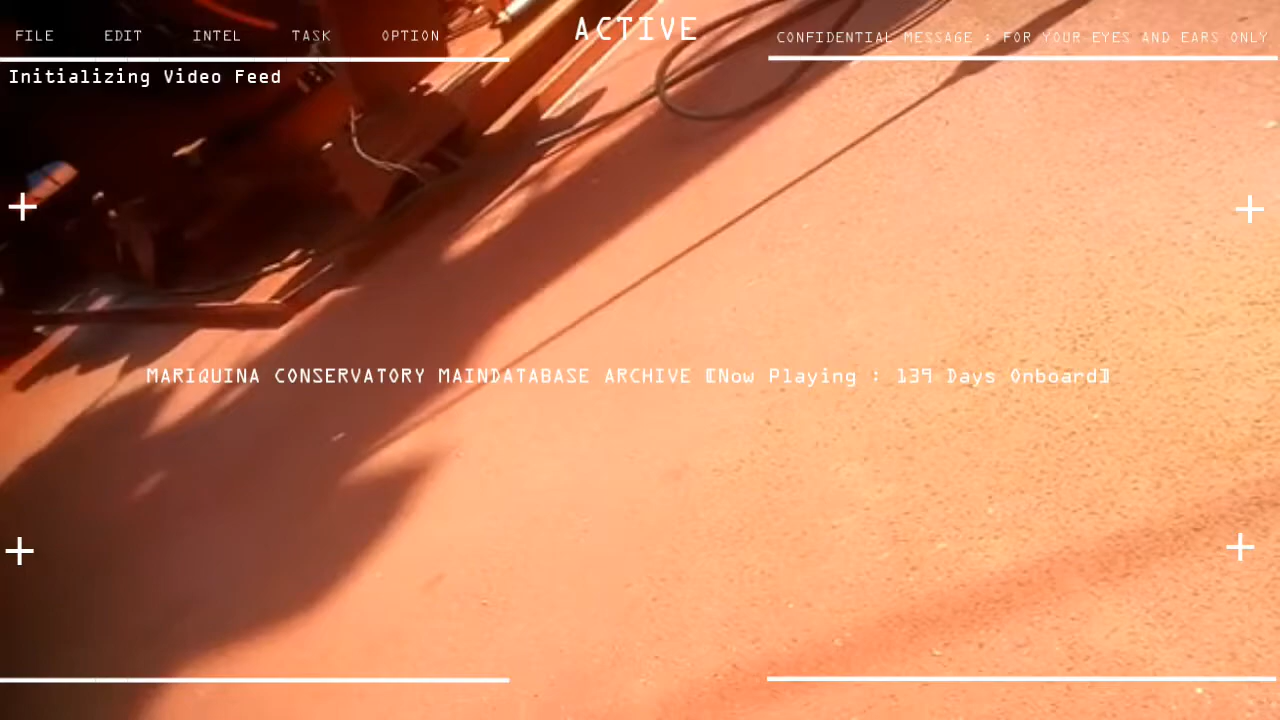 FILE EDIT INTEL TASK OPTION
ACTIVE
CONFIDENTIAL MESSAGE : FOR YOUR EYES AND EARS ONLY
Initializing Video Feed
MARIQUINA CONSERVATORY MAINDATABASE ARCHIVE [Now Playing : 139 Days Onboard]